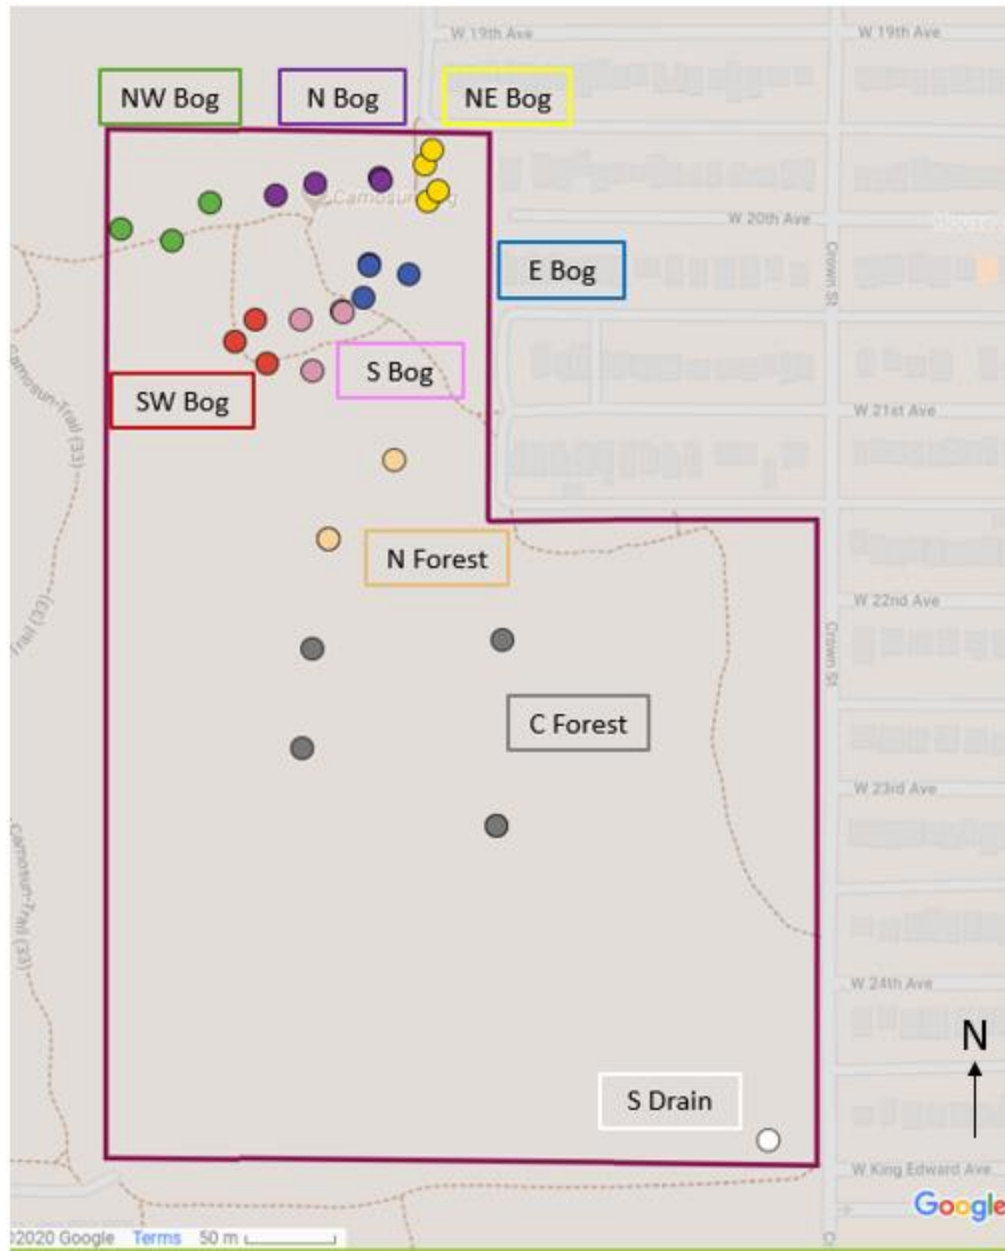 W 19th Ave
W 19th Ave
NW Bog
N Bog
NE Bog
W 20th Ave
Crown St
E Bog
S Bog
SW Bog
Camosun-Trail (33)
W 21st Ave
N Forest
W 22nd Ave
Trail (33)
Crown St
C Forest
W 23rd Ave
Camosun-Trail (33)
W 24th Ave
N
S Drain
W King Edward Ave
Google
©2020 Google Terms 50 m